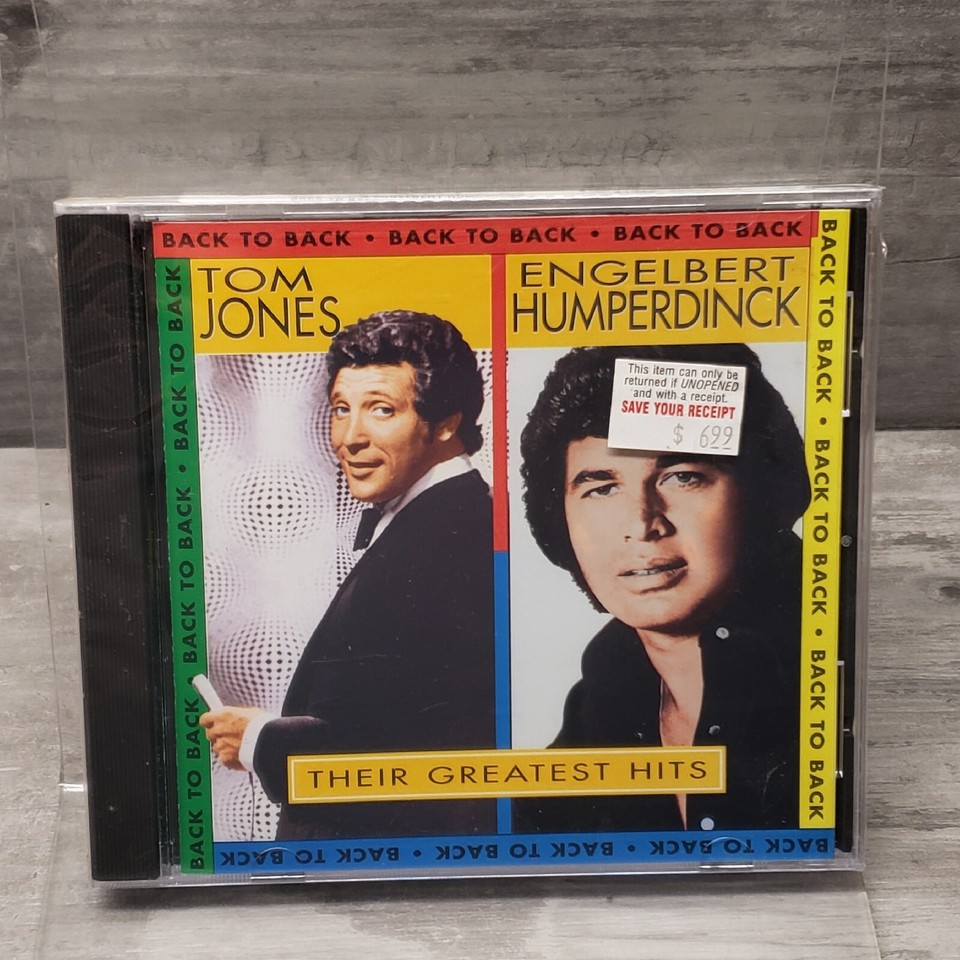 BACK TO BACK • BACK TO BACK • BACK TO BACK
TOM
JONES
ENGELBERT
HUMPERDINCK
This item can only be
returned if UNOPENED
and with a receipt.
SAVE YOUR RECEIPT
$ 6.99
THEIR GREATEST HITS
BACK TO BACK • BACK TO BACK • BACK TO BACK
BACK TO BACK • BACK TO BACK • BACK TO BACK
BACK TO BACK • BACK TO BACK • BACK TO BACK